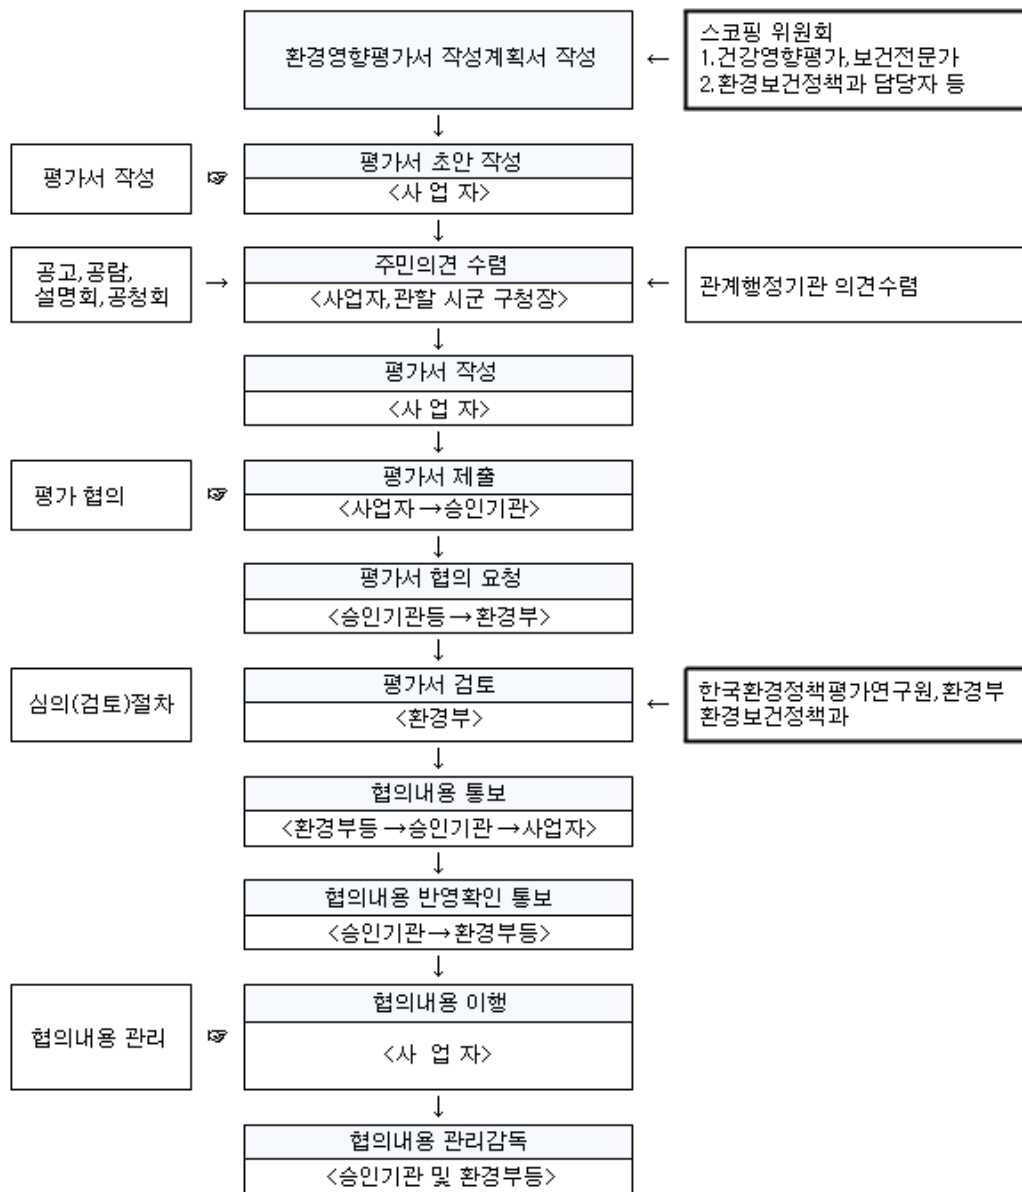 환경영향평가서 작성계획서 작성
←
스코핑 위원회
1.건강영향평가,보건전문가
2.환경보건정책과 담당자 등
↓
평가서 작성
☞
평가서 초안 작성
<사 업 자>
↓
공고,공람,
설명회,공청회
→
주민의견 수렴
<사업자,관할 시군 구청장>
←
관계행정기관 의견수렴
↓
평가서 작성
<사 업 자>
↓
평가 협의
☞
평가서 제출
<사업자→승인기관>
↓
평가서 협의 요청
<승인기관등→환경부>
↓
심의(검토)절차
평가서 검토
<환경부>
←
한국환경정책평가연구원,환경부
환경보건정책과
↓
협의내용 통보
<환경부등→승인기관→사업자>
↓
협의내용 반영확인 통보
<승인기관→환경부등>
↓
협의내용 관리
☞
협의내용 이행
<사 업 자>
↓
협의내용 관리감독
<승인기관 및 환경부등>